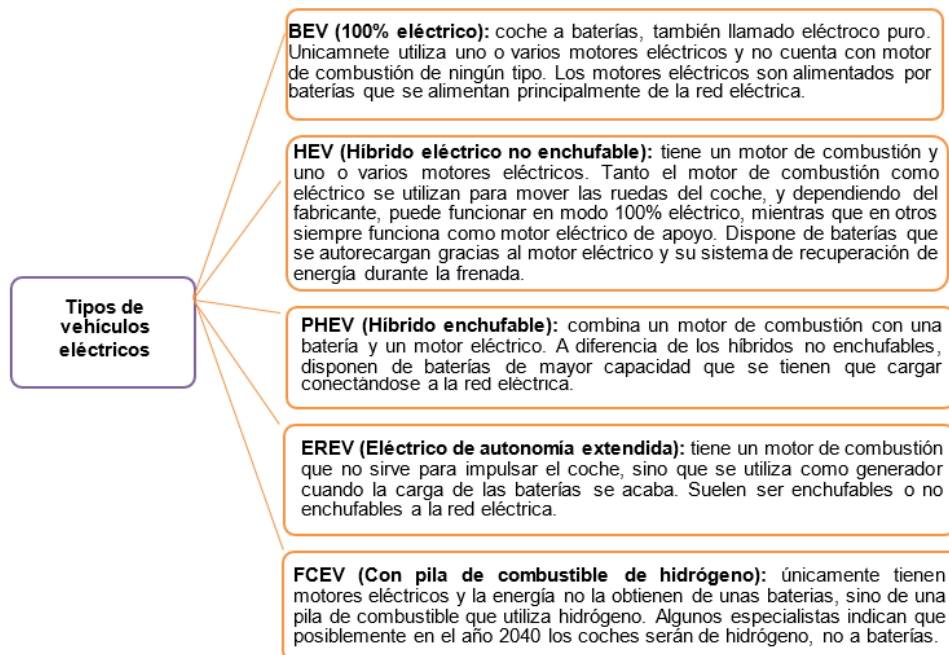 BEV (100% eléctrico): coche a baterías, también llamado eléctroco puro.
Unicamnete utiliza uno o varios motores eléctricos y no cuenta con motor
de combustión de ningún tipo. Los motores eléctricos son alimentados por
baterías que se alimentan principalmente de la red eléctrica.
HEV (Híbrido eléctrico no enchufable): tiene un motor de combustión y
uno o varios motores eléctricos. Tanto el motor de combustión como
eléctrico se utilizan para mover las ruedas del coche, y dependiendo del
fabricante, puede funcionar en modo 100% eléctrico, mientras que en otros
siempre funciona como motor eléctrico de apoyo. Dispone de baterías que
se autorecargan gracias al motor eléctrico y su sistema de recuperación de
energía durante la frenada.
Tipos de
vehículos
eléctricos
PHEV (Híbrido enchufable): combina un motor de combustión con una
batería y un motor eléctrico. A diferencia de los híbridos no enchufables,
disponen de baterías de mayor capacidad que se tienen que cargar
conectándose a la red eléctrica.
EREV (Eléctrico de autonomía extendida): tiene un motor de combustión
que no sirve para impulsar el coche, sino que se utiliza como generador
cuando la carga de las baterías se acaba. Suelen ser enchufables o no
enchufables a la red eléctrica.
FCEV (Con pila de combustible de hidrógeno): únicamente tienen
motores eléctricos y la energía no la obtienen de unas baterias, sino de una
pila de combustible que utiliza hidrógeno. Algunos especialistas indican que
posiblemente en el año 2040 los coches serán de hidrógeno, no a baterías.